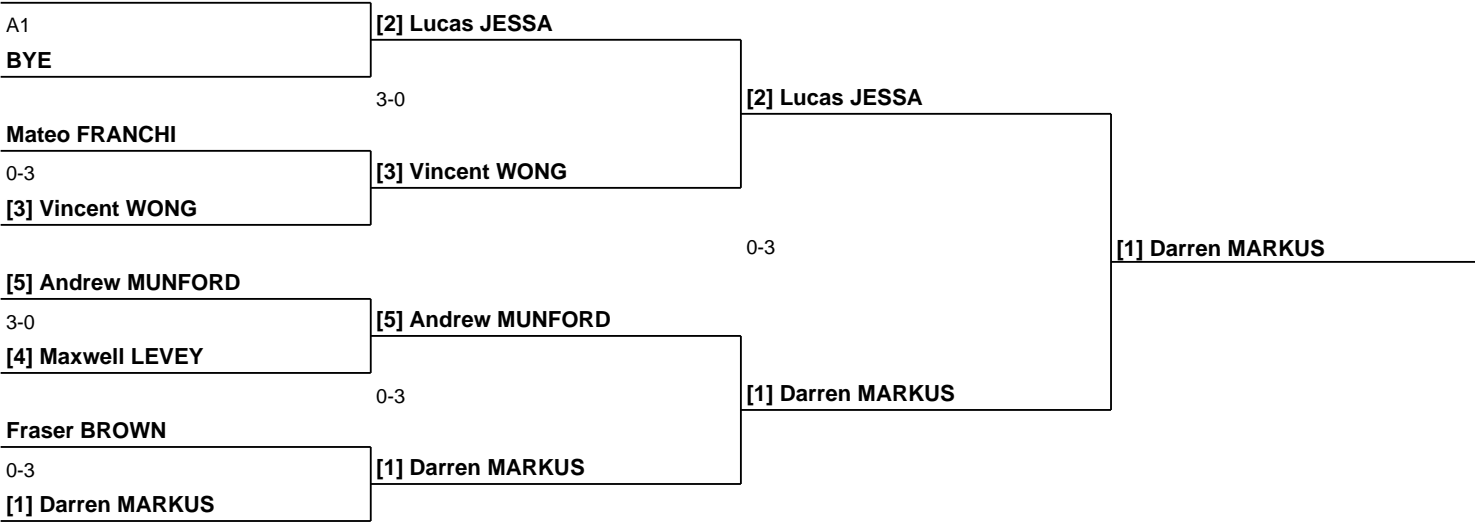 A1
BYE
Mateo FRANCHI
0-3
[3] Vincent WONG
[5] Andrew MUNFORD
3-0
[4] Maxwell LEVEY
Fraser BROWN
0-3
[1] Darren MARKUS
[2] Lucas JESSA
3-0
[3] Vincent WONG
[5] Andrew MUNFORD
0-3
[1] Darren MARKUS
[2] Lucas JESSA
0-3
[1] Darren MARKUS
[1] Darren MARKUS